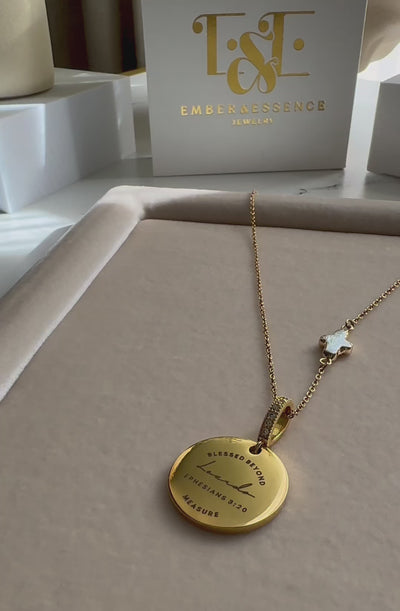 E&E
EMBER&ESSENCE
JEWELRY
BLESSED BEYOND
EPHESIANS 3:20
MEASURE